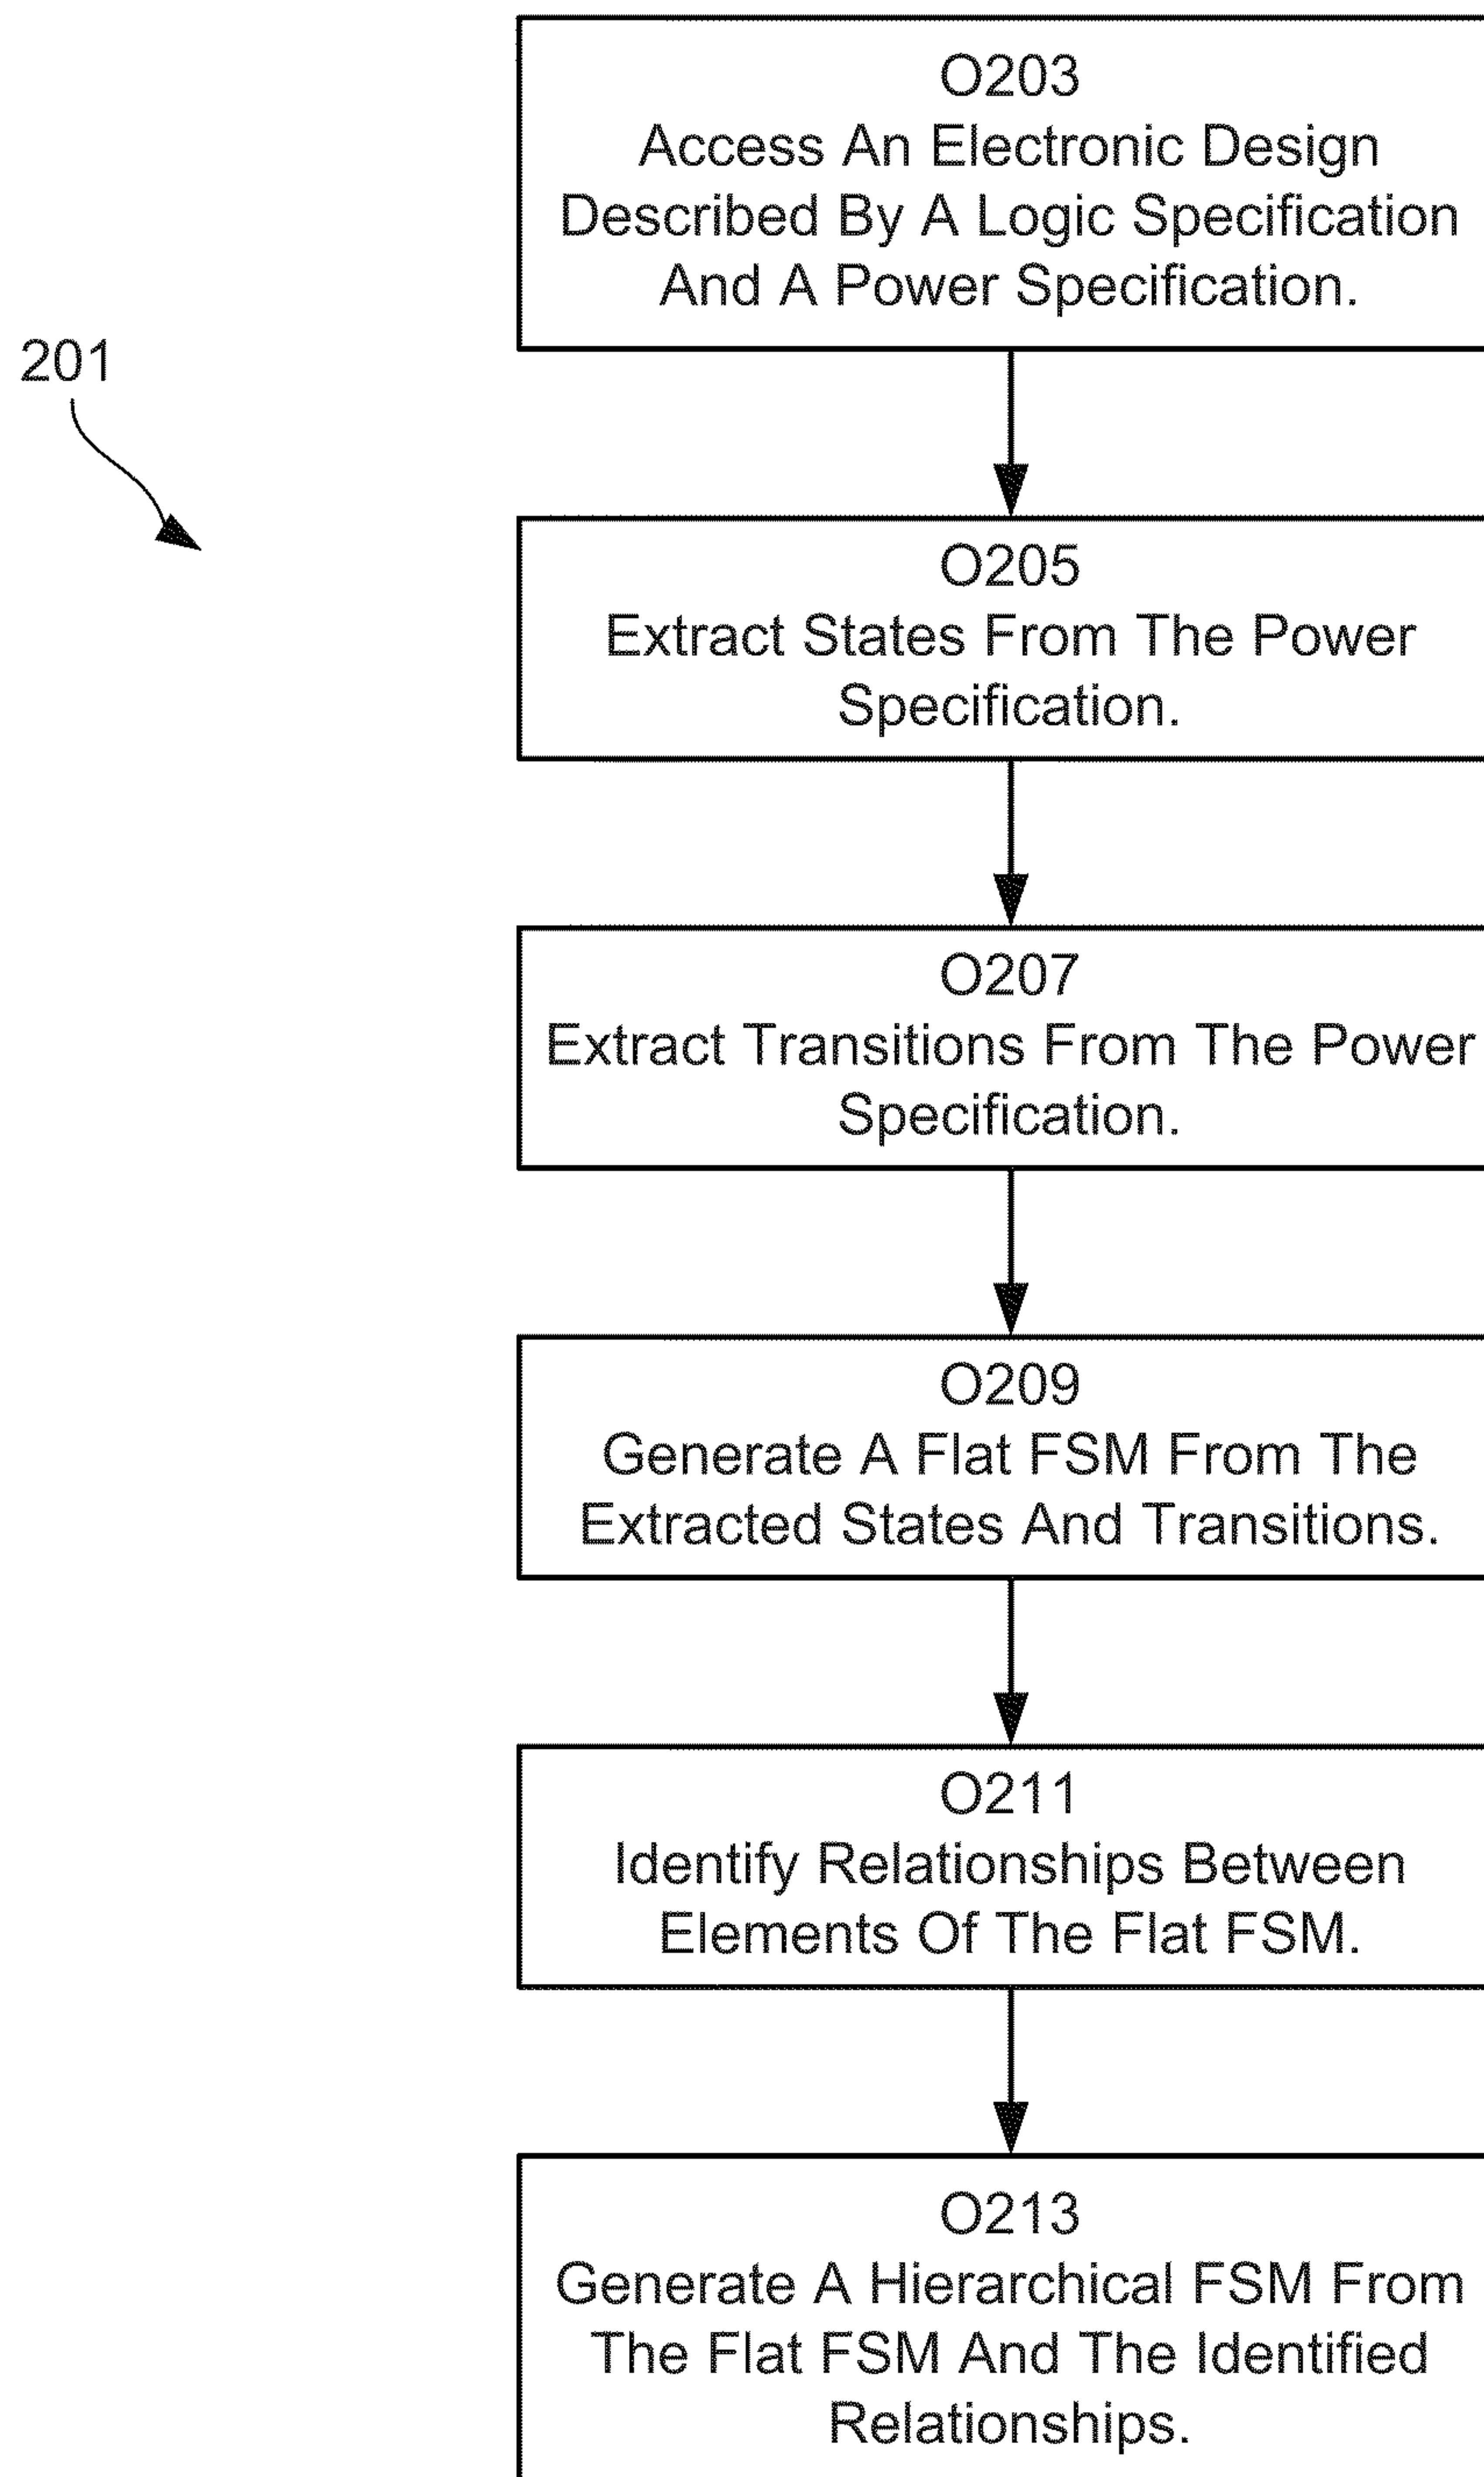 O203
Access An Electronic Design
Described By A Logic Specification
And A Power Specification.
201
O205
Extract States From The Power
Specification.
O207
Extract Transitions From The Power
Specification.
O209
Generate A Flat FSM From The
Extracted States And Transitions.
O211
Identify Relationships Between
Elements Of The Flat FSM.
O213
Generate A Hierarchical FSM From
The Flat FSM And The Identified
Relationships.